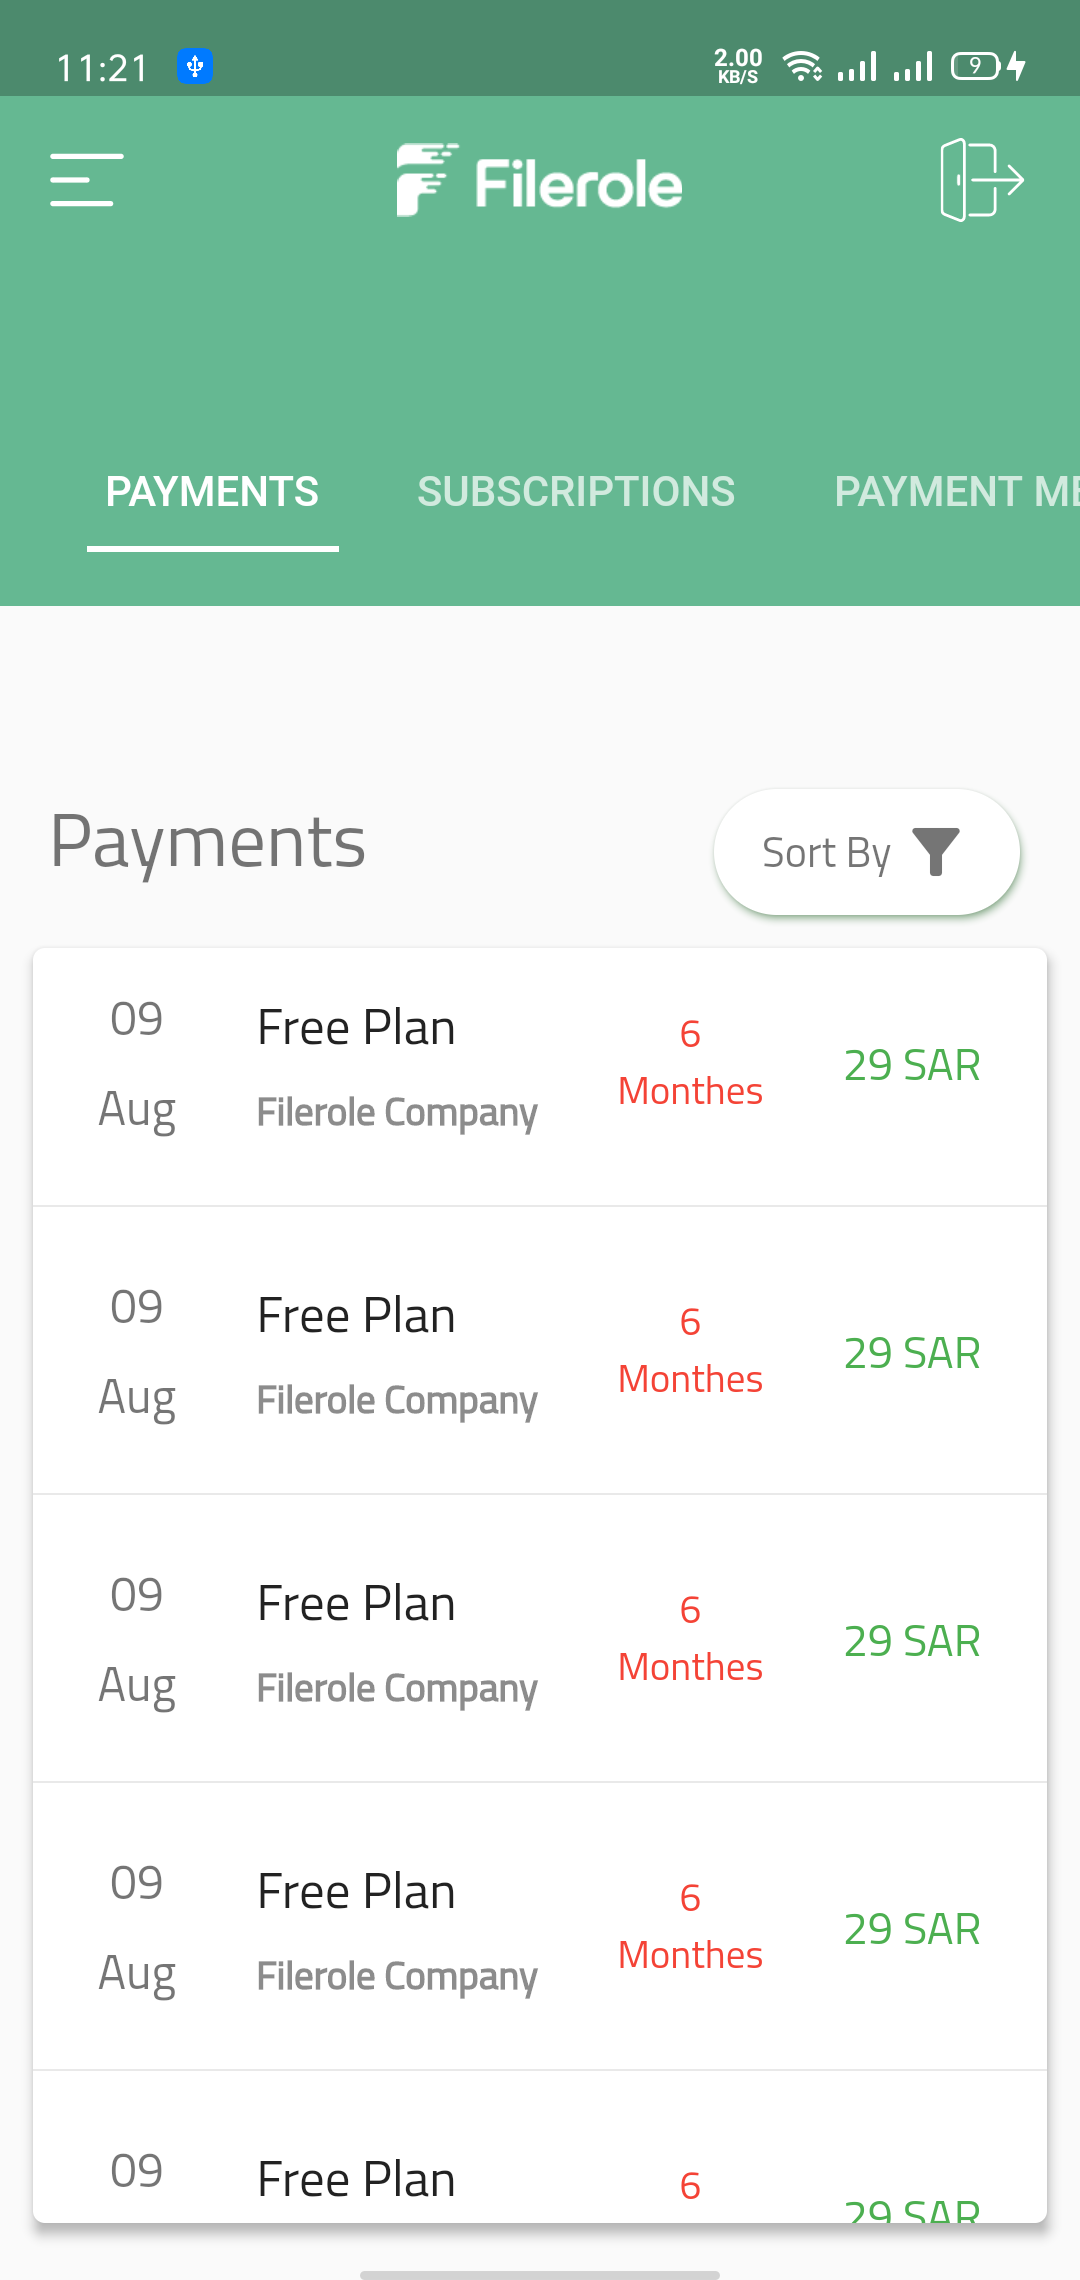 11:21
2.00
KB/S
9
Filerole
PAYMENTS SUBSCRIPTIONS PAYMENT ME
Payments
Sort By
09 Aug
Free Plan
Filerole Company
6
Monthes
29 SAR
09 Aug
Free Plan
Filerole Company
6
Monthes
29 SAR
09 Aug
Free Plan
Filerole Company
6
Monthes
29 SAR
09 Aug
Free Plan
Filerole Company
6
Monthes
29 SAR
09
Free Plan
6
29 SAR